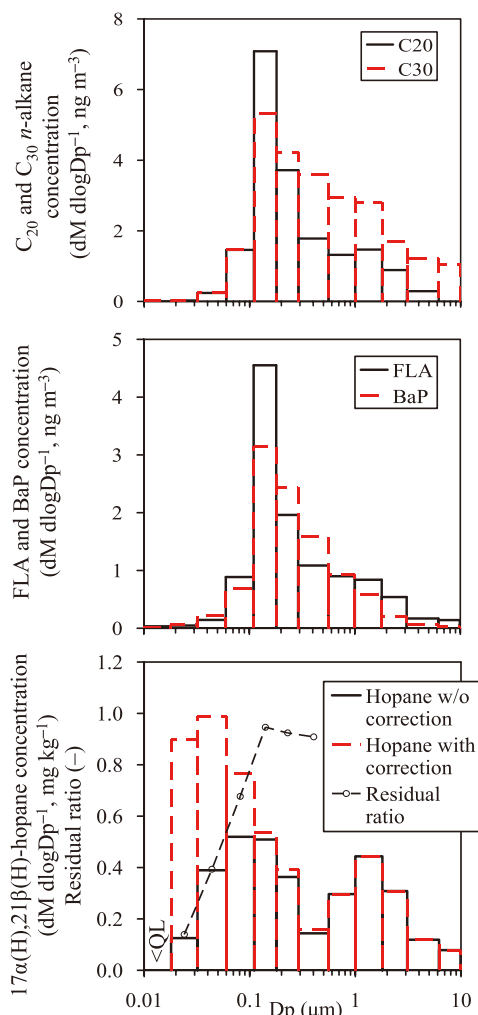 C20 and C30 n-alkane
concentration
(dM dlogDp⁻¹, ng m⁻³)
8
6
4
2
0
C20
C30
FLA and BaP concentration
(dM dlogDp⁻¹, ng m⁻³)
5
4
3
2
1
0
FLA
BaP
17α(H),21β(H)-hopane concentration
(dM dlogDp⁻¹, mg kg⁻¹)
Residual ratio (–)
1.2
1.0
0.8
0.6
0.4
0.2
0.0
Hopane w/o
correction
Hopane with
correction
Residual
ratio
<QL
0.01
0.1
1
10
Dp (μm)